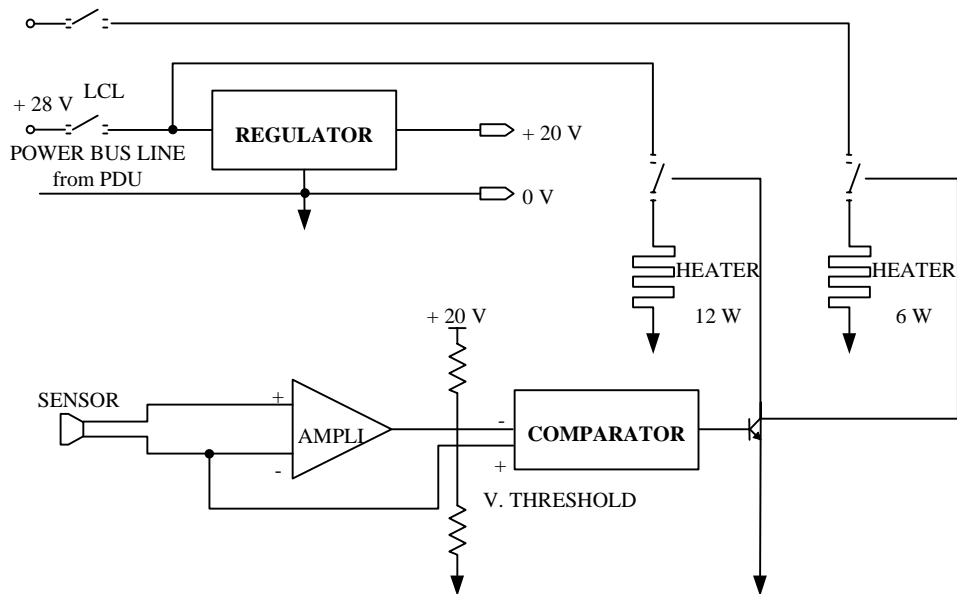 LCL
+ 28 V
POWER BUS LINE
from PDU
REGULATOR
+ 20 V
0 V
HEATER
12 W
HEATER
6 W
+ 20 V
SENSOR
+
-
AMPLI
-
+
COMPARATOR
V. THRESHOLD